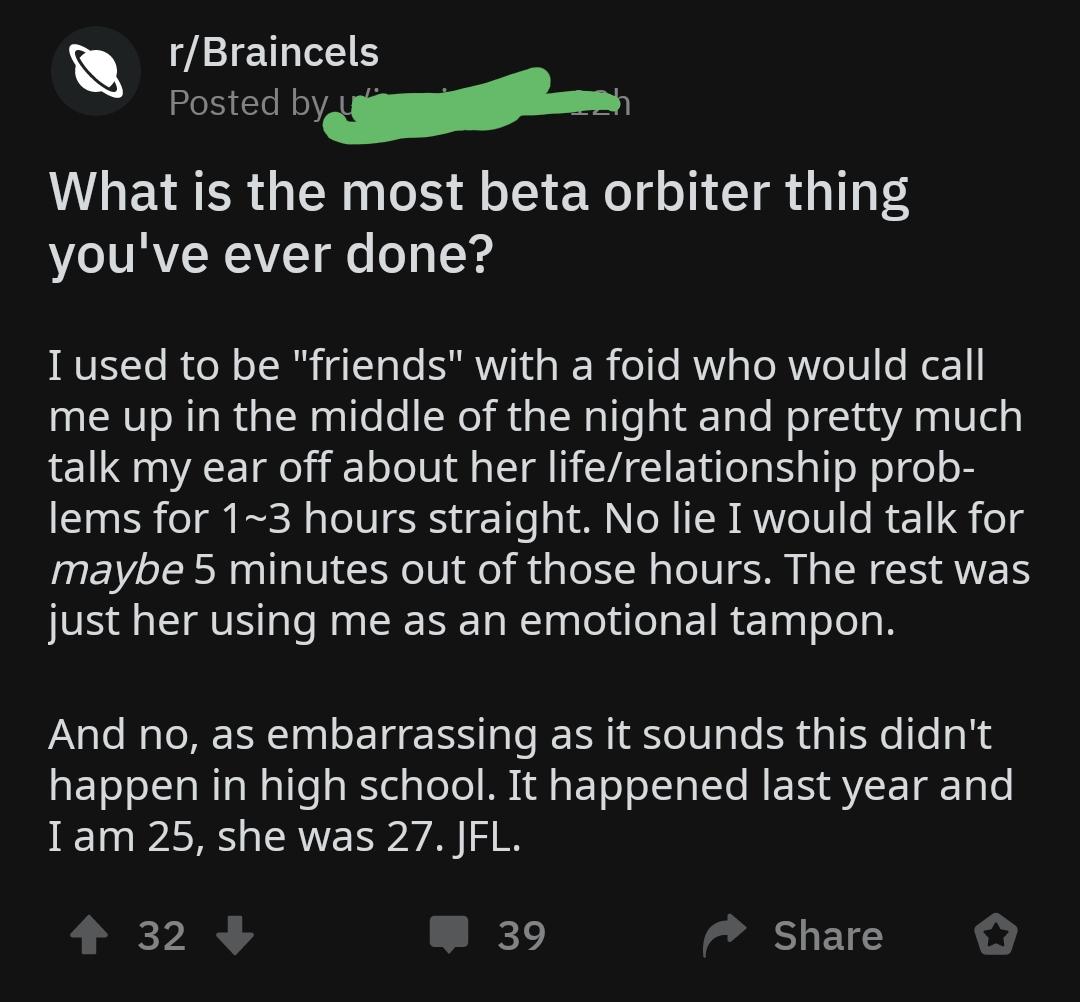 r/Braincels
Posted by
What is the most beta orbiter thing
you've ever done?
I used to be "friends" with a foid who would call
me up in the middle of the night and pretty much
talk my ear off about her life/relationship prob-
lems for 1~3 hours straight. No lie I would talk for
maybe 5 minutes out of those hours. The rest was
just her using me as an emotional tampon.
And no, as embarrassing as it sounds this didn't
happen in high school. It happened last year and
I am 25, she was 27. JFL.
32 39 Share